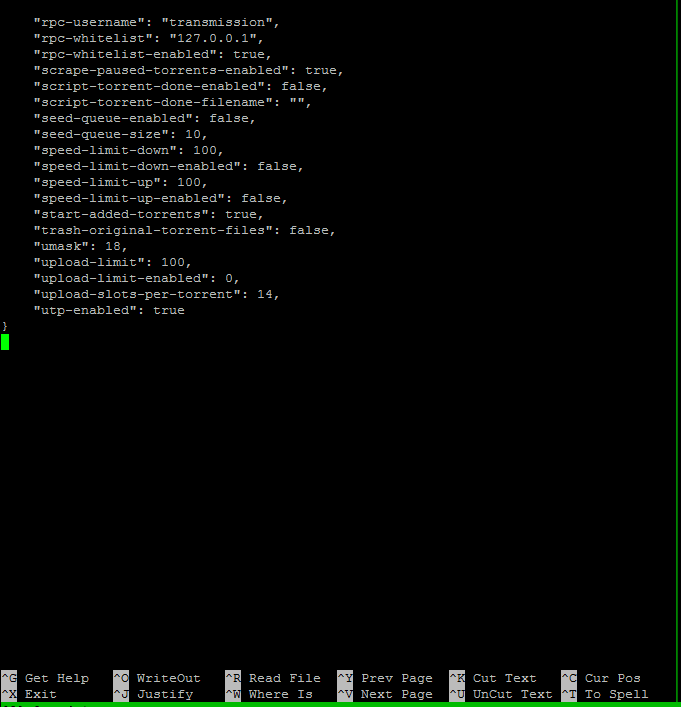 "rpc-username": "transmission",
"rpc-whitelist": "127.0.0.1",
"rpc-whitelist-enabled": true,
"scrape-paused-torrents-enabled": true,
"script-torrent-done-enabled": false,
"script-torrent-done-filename": "",
"seed-queue-enabled": false,
"seed-queue-size": 10,
"speed-limit-down": 100,
"speed-limit-down-enabled": false,
"speed-limit-up": 100,
"speed-limit-up-enabled": false,
"start-added-torrents": true,
"trash-original-torrent-files": false,
"umask": 18,
"upload-limit": 100,
"upload-limit-enabled": 0,
"upload-slots-per-torrent": 14,
"utp-enabled": true
}
^G Get Help ^O WriteOut ^R Read File ^Y Prev Page ^K Cut Text ^C Cur Pos
^X Exit ^J Justify ^W Where Is ^V Next Page ^U UnCut Text ^T To Spell